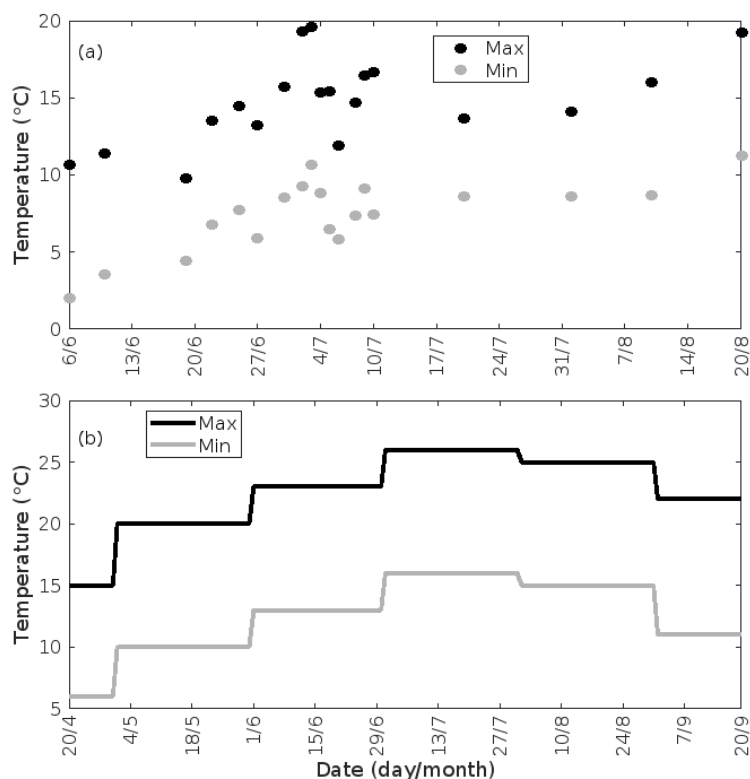 (a)
Max
Min
Temperature (°C)
20
15
10
5
0
6/6 13/6 20/6 27/6 4/7 10/7 17/7 24/7 31/7 7/8 14/8 20/8
(b)
Max
Min
Temperature (°C)
30
25
20
15
10
5
20/4 4/5 18/5 1/6 15/6 29/6 13/7 27/7 10/8 24/8 7/9 20/9
Date (day/month)